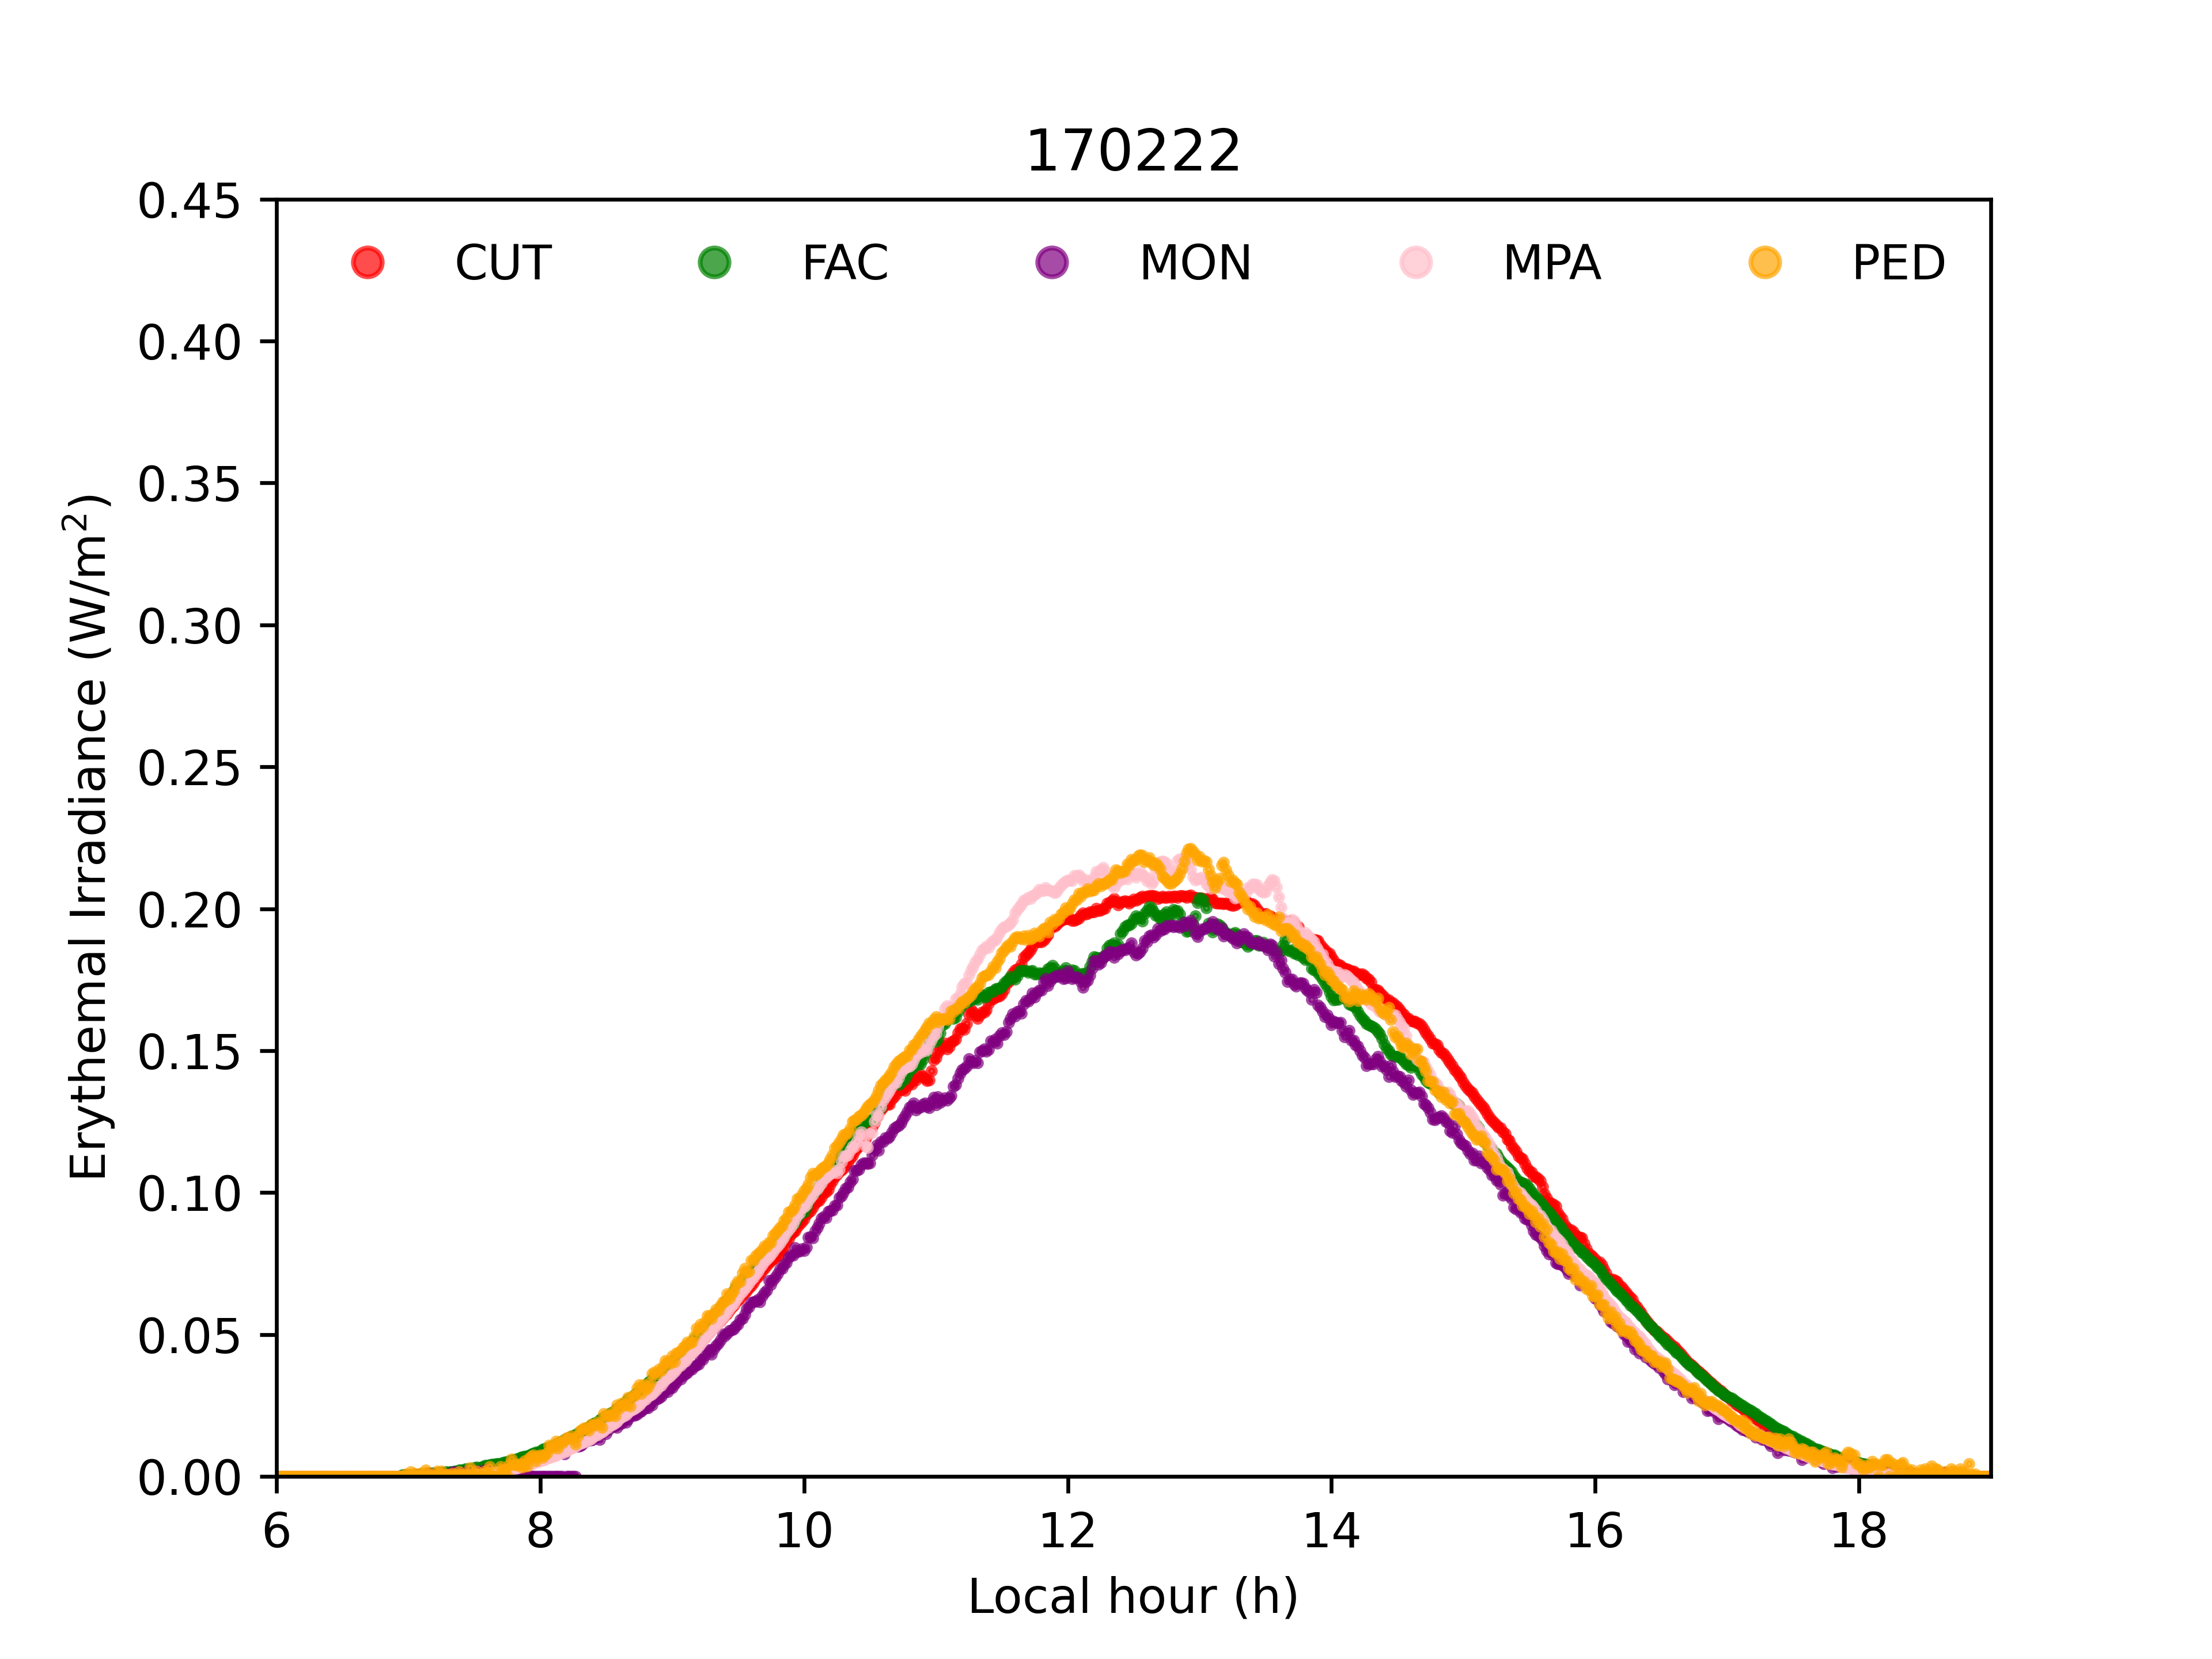 170222
CUT FAC MON MPA PED
0.45
0.40
0.35
0.30
0.25
0.20
0.15
0.10
0.05
0.00
Erythemal Irradiance (W/m²)
6 8 10 12 14 16 18
Local hour (h)